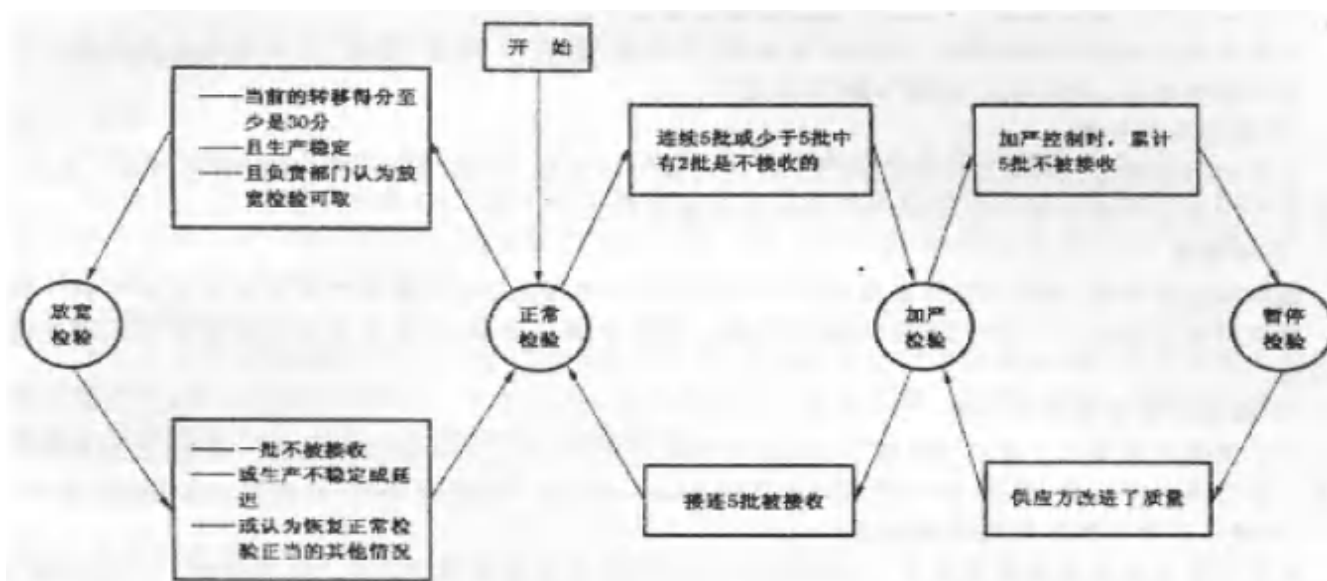 开 始
——当前的转移得分至
少是30分
——且生产稳定
——且负责部门认为放
宽检验可取
连续5批或少于5批中
有2批是不接收的
加严控制时，累计
5批不被接收
放宽
检验
正常
检验
加严
检验
暂停
检验
——一批不被接收
——或生产不稳定或延
迟
——或认为恢复正常检
验正当的其他情况
接连5批被接收
供应方改进了质量